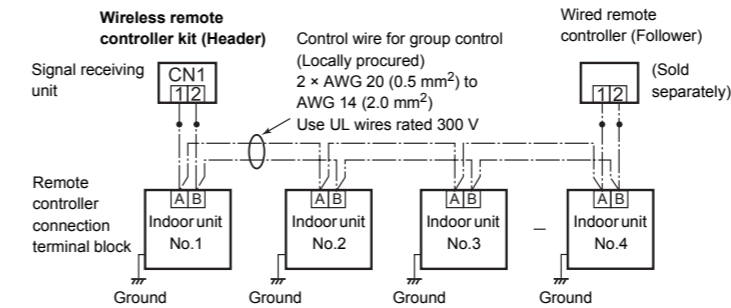 Wireless remote
controller kit (Header)
Signal receiving
unit
CN1
1 2
Control wire for group control
(Locally procured)
2 × AWG 20 (0.5 mm²) to
AWG 14 (2.0 mm²)
Use UL wires rated 300 V
Wired remote
controller (Follower)
1 2
(Sold
separately)
Remote
controller
connection
terminal block
A B
Indoor unit
No.1
A B
Indoor unit
No.2
A B
Indoor unit
No.3
–
A B
Indoor unit
No.4
Ground
Ground
Ground
Ground